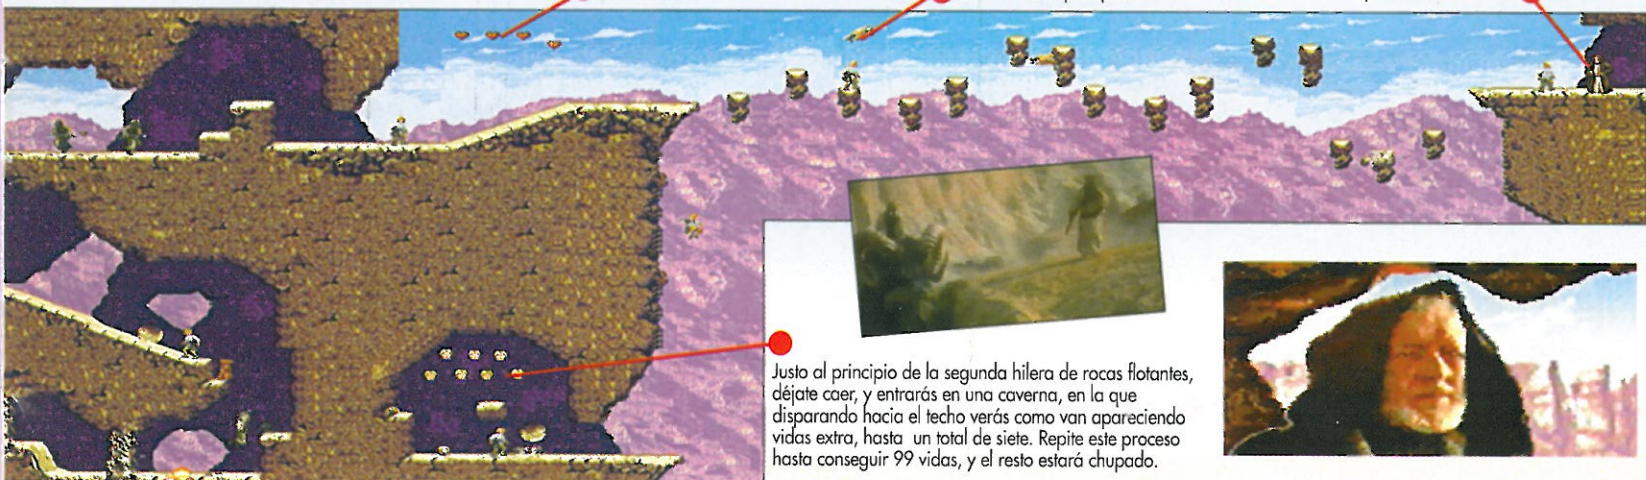 Justo al principio de la segunda hilera de rocas flotantes,
déjate caer, y entrarás en una caverna, en la que
disparando hacia el techo verás como van apareciendo
vidas extra, hasta un total de siete. Repite este proceso
hasta conseguir 99 vidas, y el resto estará chupado.